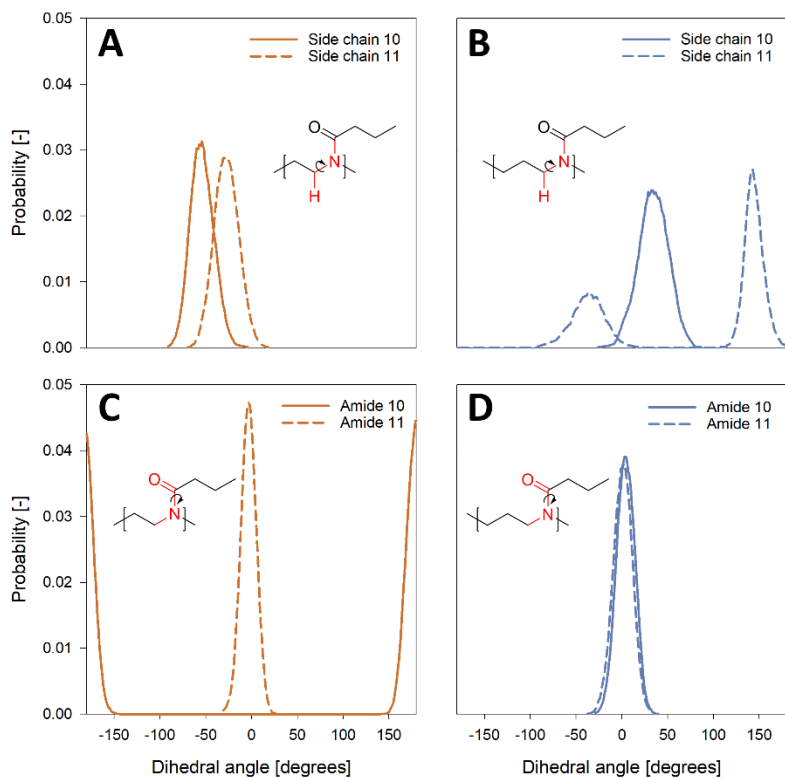 0.05
0.04
0.03
0.02
0.01
0.00
Probability [-]
A
Side chain 10
Side chain 11
O
N
H
B
Side chain 10
Side chain 11
O
N
H
0.05
0.04
0.03
0.02
0.01
0.00
Probability [-]
C
Amide 10
Amide 11
O
N
-150 -100 -50 0 50 100 150
Dihedral angle [degrees]
D
Amide 10
Amide 11
O
N
-150 -100 -50 0 50 100 150
Dihedral angle [degrees]